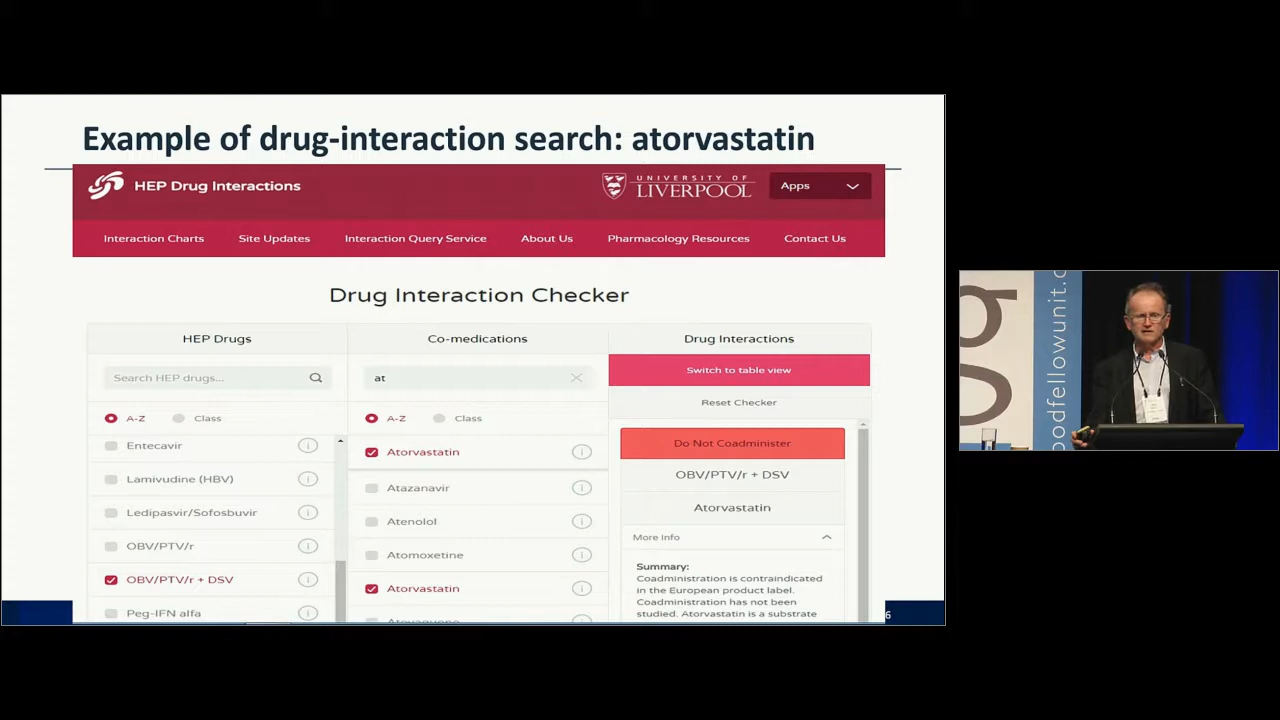 Example of drug-interaction search: atorvastatin
HEP Drug Interactions
UNIVERSITY OF
LIVERPOOL
Apps
Interaction Charts
Site Updates
Interaction Query Service
About Us
Pharmacology Resources
Contact Us
Drug Interaction Checker
HEP Drugs
Search HEP drugs...
A-Z
Class
Entecavir
Lamivudine (HBV)
Ledipasvir/Sofosbuvir
OBV/PTV/r
OBV/PTV/r + DSV
Peg-IFN alfa
Co-medications
at
A-Z
Class
Atorvastatin
Atazanavir
Atenolol
Atomoxetine
Atorvastatin
Drug Interactions
Switch to table view
Reset Checker
Do Not Coadminister
OBV/PTV/r + DSV
Atorvastatin
More Info
Summary:
Coadministration is contraindicated
in the European product label.
Coadministration has not been
studied. Atorvastatin is a substrate
6
g
odfellowunit.c